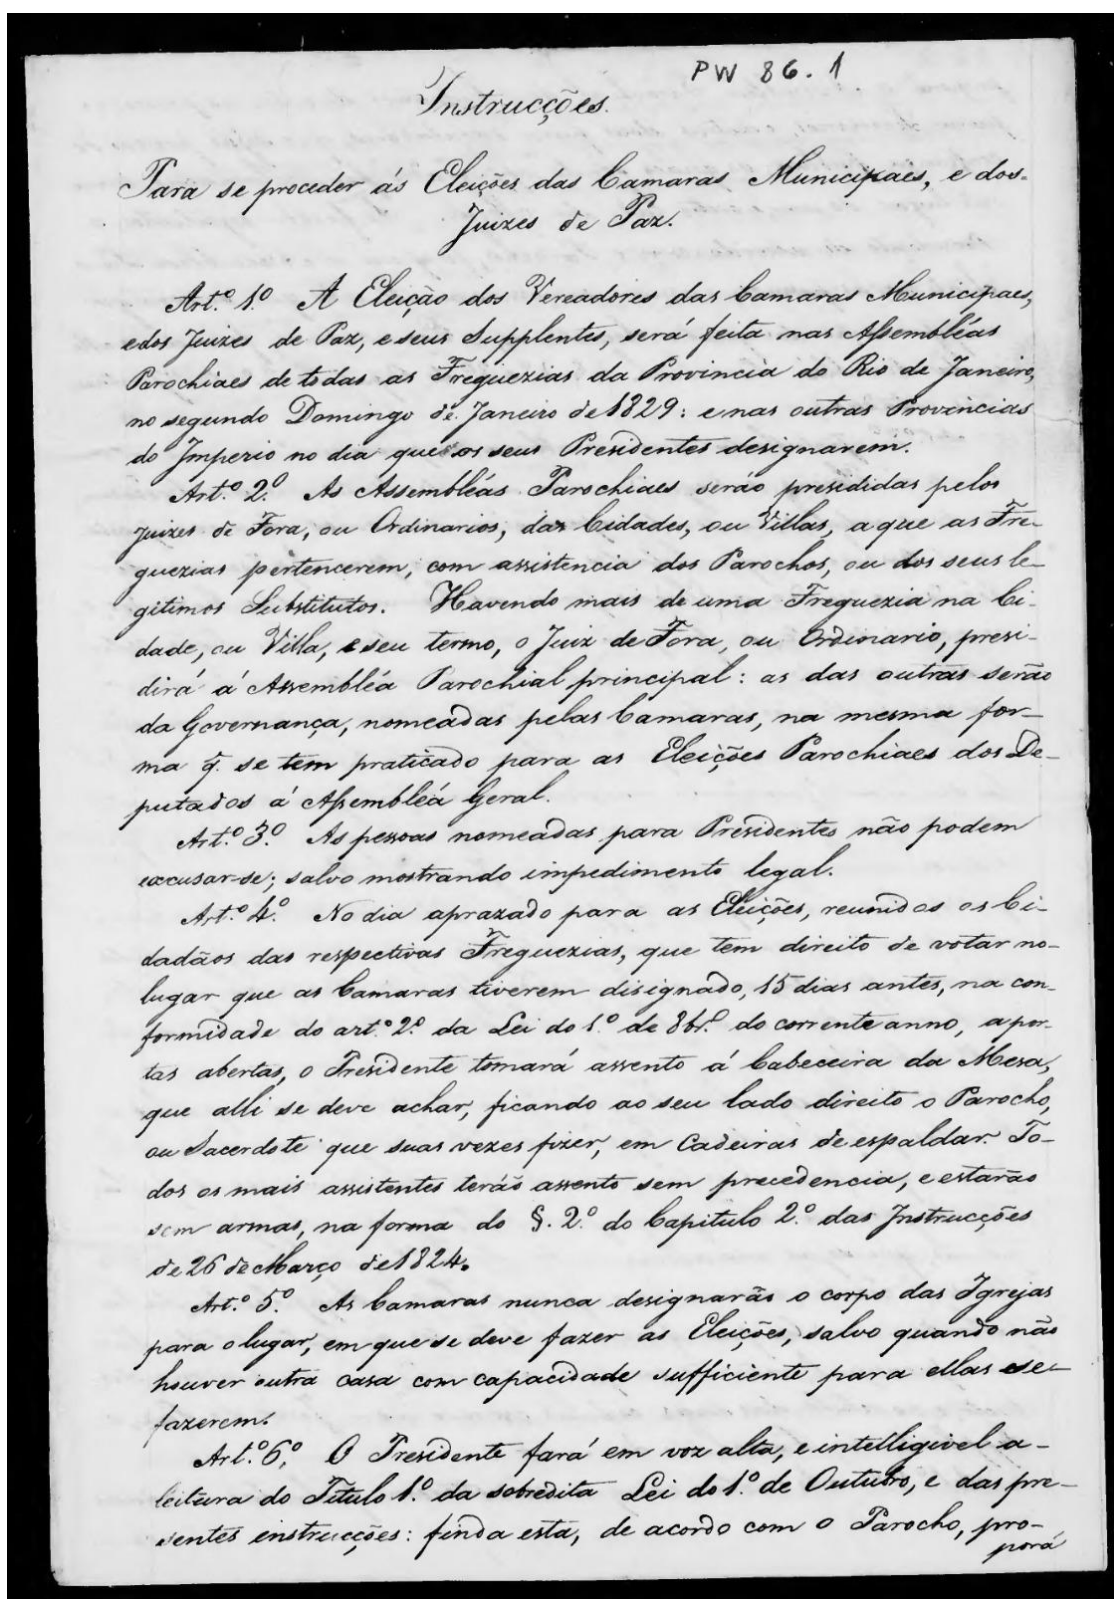 PW 86.1
Instrucções.
Para se proceder ás Eleições das Camaras Municipaes, e dos
Juizes de Paz.
Art.º 1.º A Eleição dos Vereadores das Camaras Municipaes,
e dos Juizes de Paz, e seus Supplentes, será feita nas Assembléas
Parochiaes de todas as Freguezias da Provincia do Rio de Janeiro,
no segundo Domingo de Janeiro de 1829: e nas outras Provincias
do Imperio no dia que os seus Presidentes designarem.
Art.º 2.º As Assembléas Parochiaes serão presididas pelos
Juizes de Fora, ou Ordinarios, das Cidades, ou Villas, a que as Fre-
guezias pertencerem, com assistencia dos Parochos, ou dos seus le-
gitimos Substitutos. Havendo mais de uma Freguezia na Ci-
dade, ou Villa, e seu termo, o Juiz de Fora, ou Ordinario, presi-
dirá á Assembléa Parochial principal: as das outras serão
da Governança, nomeadas pelas Camaras, na mesma for-
ma q. se tem praticado para as Eleições Parochiaes dos De-
putados á Assembléa Geral.
Art.º 3.º As pessoas nomeadas para Presidentes não podem
excusar-se; salvo mostrando impedimento legal.
Art.º 4.º No dia aprazado para as Eleições, reunidos os Ci-
dadãos das respectivas Freguezias, que tem direito de votar no-
lugar que as Camaras tiverem disignado, 15 dias antes, na con-
formidade do art.º 2.º da Lei do 1.º de 8br.º do corrente anno, a por-
tas abertas, o Presidente tomará assento á Cabeceira da Mesa,
que alli se deve achar, ficando ao seu lado direito o Parocho,
ou Sacerdote que suas vezes fizer, em Cadeiras de espaldar. To-
dos os mais assistentes terão assento sem precedencia, e estarão
sem armas, na forma do §. 2.º do Capitulo 2.º das Instrucções
de 26 de Março de 1824.
Art.º 5.º As Camaras nunca designarão o corpo das Igrejas
para o lugar, em que se deve fazer as Eleições, salvo quando não
houver outra casa com capacidade sufficiente para ellas se-
fazerem.
Art.º 6.º O Presidente fará em voz alta, e intelligivel a-
leitura do Titulo 1.º da sobredita Lei do 1.º de Outubro, e das pre-
sentes instrucções: finda esta, de acordo com o Parocho, pro-
porá